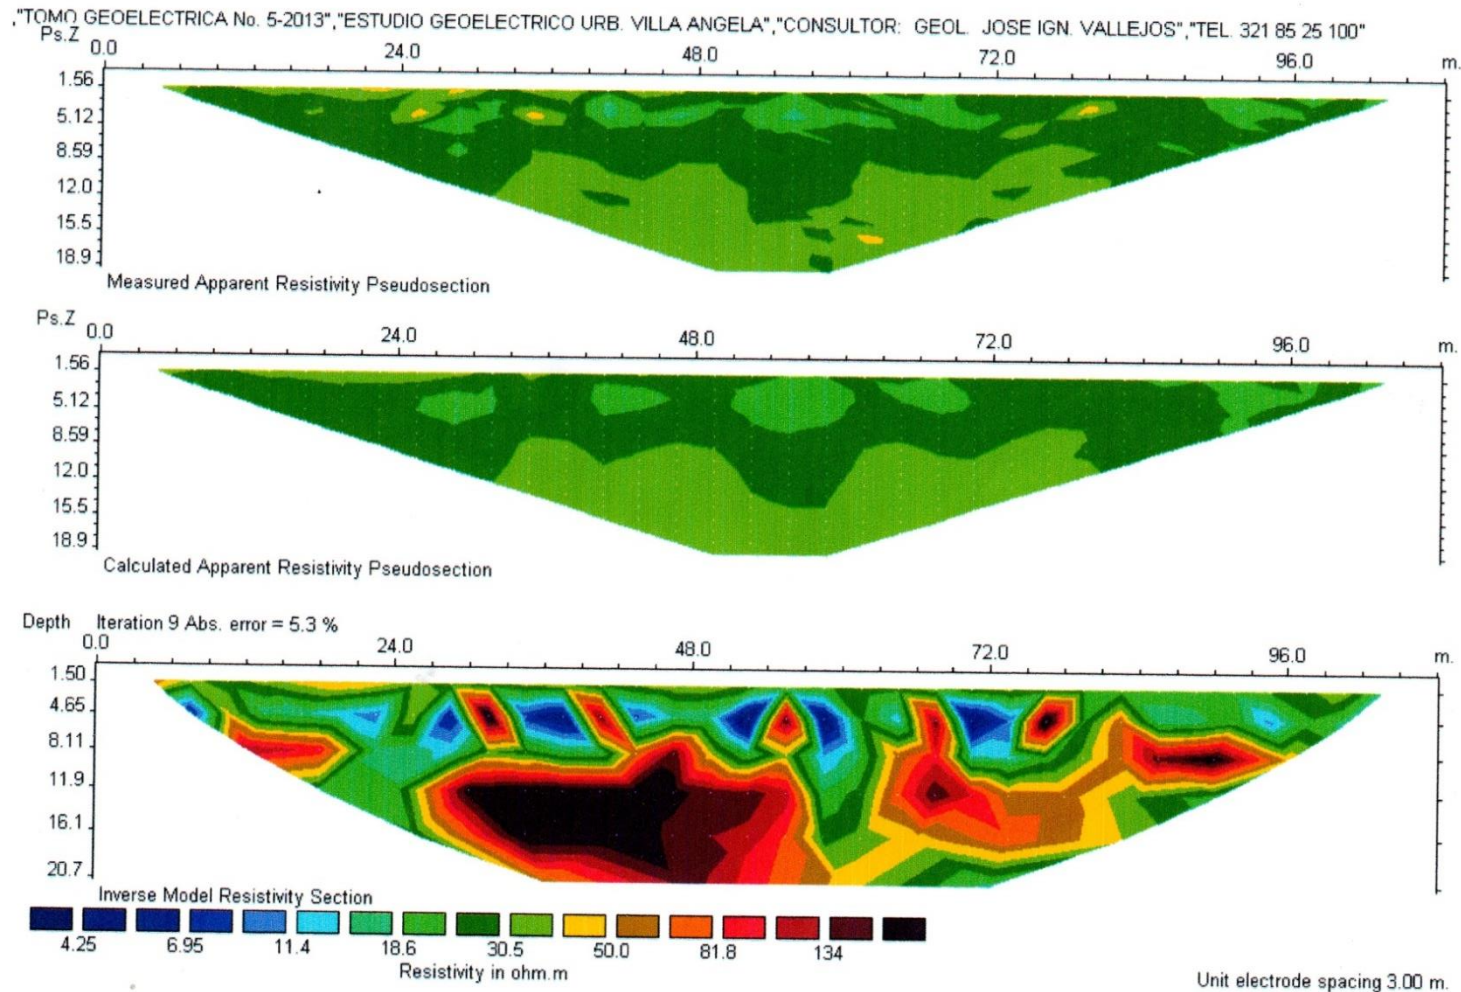 ,"TOMO GEOELECTRICA No. 5-2013","ESTUDIO GEOELECTRICO URB. VILLA ANGELA","CONSULTOR: GEOL. JOSE IGN. VALLEJOS","TEL. 321 85 25 100"
Ps.Z 0.0 24.0 48.0 72.0 96.0 m.
1.56
5.12
8.59
12.0
15.5
18.9
Measured Apparent Resistivity Pseudosection
Ps.Z 0.0 24.0 48.0 72.0 96.0 m.
1.56
5.12
8.59
12.0
15.5
18.9
Calculated Apparent Resistivity Pseudosection
Depth Iteration 9 Abs. error = 5.3 %
0.0 24.0 48.0 72.0 96.0 m.
1.50
4.65
8.11
11.9
16.1
20.7
Inverse Model Resistivity Section
4.25 6.95 11.4 18.6 30.5 50.0 81.8 134
Resistivity in ohm.m
Unit electrode spacing 3.00 m.